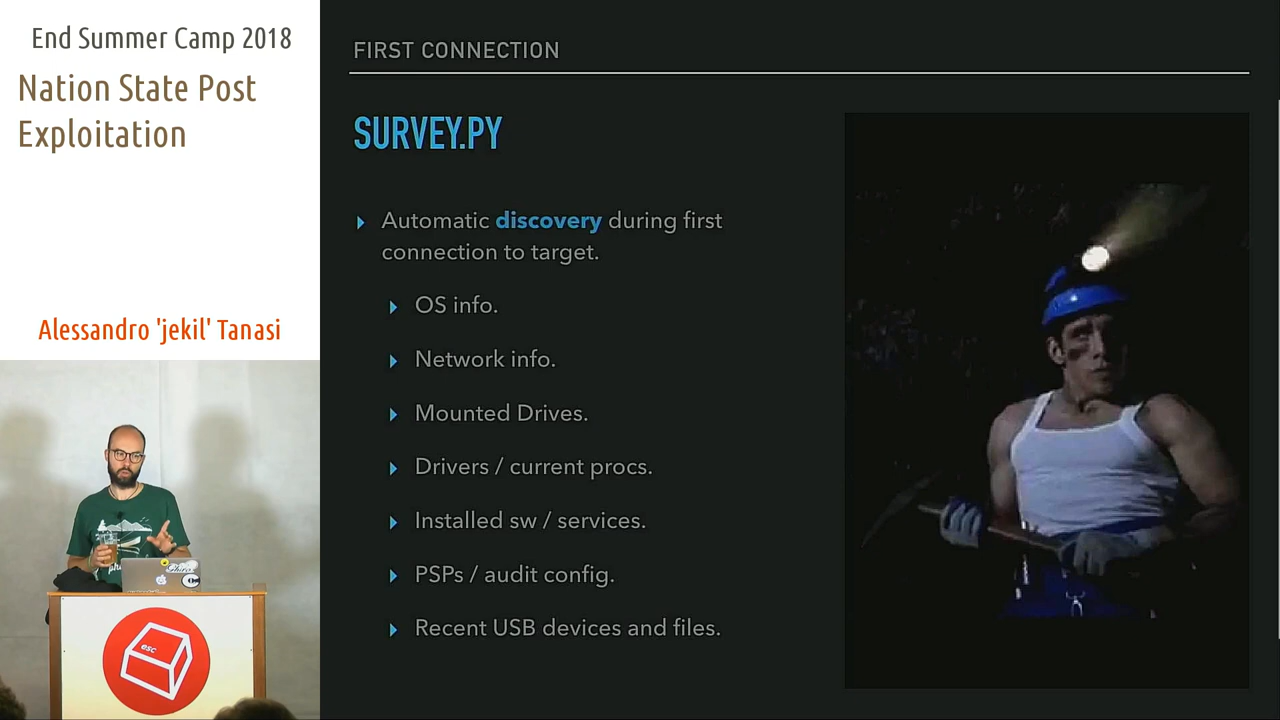 End Summer Camp 2018
Nation State Post
Exploitation
Alessandro 'jekil' Tanasi
FIRST CONNECTION
SURVEY.PY
Automatic discovery during first
connection to target.
OS info.
Network info.
Mounted Drives.
Drivers / current procs.
Installed sw / services.
PSPs / audit config.
Recent USB devices and files.
esc